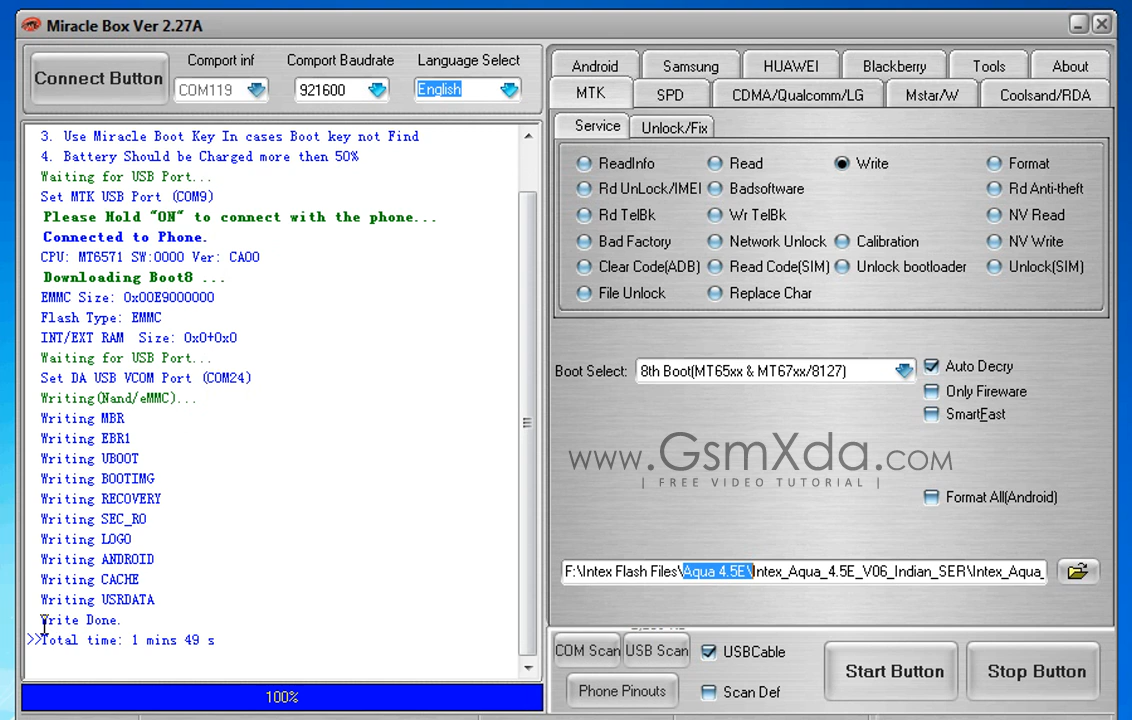 Miracle Box Ver 2.27A
Connect Button
Comport inf
Comport Baudrate
Language Select
COM119
921600
English
3. Use Miracle Boot Key In cases Boot key not Find
4. Battery Should be Charged more then 50%
Waiting for USB Port...
Set MTK USB Port (COM9)
Please Hold "ON" to connect with the phone...
Connected to Phone.
CPU: MT6571 SW:0000 Ver: CA00
Downloading Boot8 ...
EMMC Size: 0x00E9000000
Flash Type: EMMC
INT/EXT RAM Size: 0x0+0x0
Waiting for USB Port...
Set DA USB VCOM Port (COM24)
Writing(Nand/eMMC)...
Writing MBR
Writing EBR1
Writing UBOOT
Writing BOOTIMG
Writing RECOVERY
Writing SEC_RO
Writing LOGO
Writing ANDROID
Writing CACHE
Writing USRDATA
Write Done.
>>Total time: 1 mins 49 s
100%
Android Samsung HUAWEI Blackberry Tools About
MTK SPD CDMA/Qualcomm/LG Mstar/W Coolsand/RDA
Service Unlock/Fix
ReadInfo Read Write Format
Rd UnLock/IMEI Badsoftware Rd Anti-theft
Rd TelBk Wr TelBk NV Read
Bad Factory Network Unlock Calibration NV Write
Clear Code(ADB) Read Code(SIM) Unlock bootloader Unlock(SIM)
File Unlock Replace Char
Boot Select: 8th Boot(MT65xx & MT67xx/8127)
Auto Decry
Only Fireware
SmartFast
www.GsmXda.com
| FREE VIDEO TUTORIAL |
Format All(Android)
F:\Intex Flash Files\Aqua 4.5E\Intex_Aqua_4.5E_V06_Indian_SER\Intex_Aqua_
COM Scan USB Scan USBCable
Phone Pinouts Scan Def
Start Button Stop Button